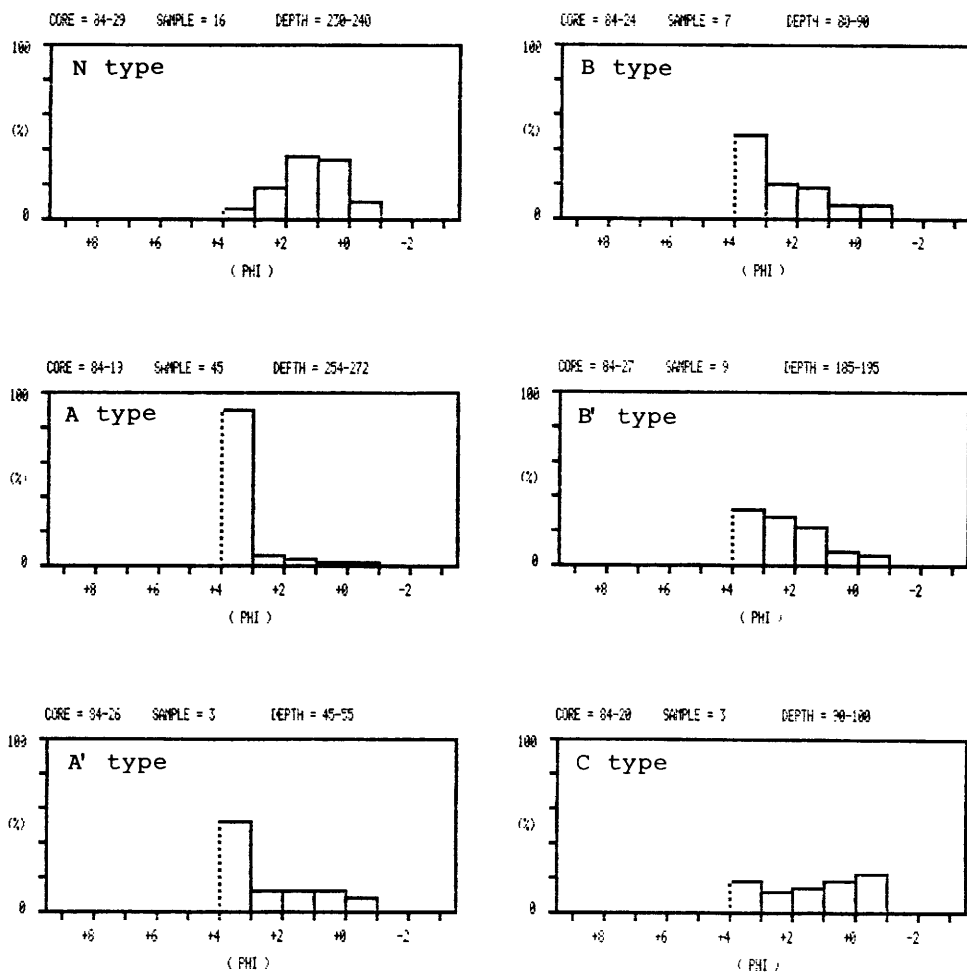 CORE = 84-29 SAMPLE = 16 DEPTH = 230-240
100
N type
(%)
0
+8 +6 +4 +2 +0 -2
( PHI )
CORE = 84-24 SAMPLE = 7 DEPTH = 80-90
100
B type
(%)
0
+8 +6 +4 +2 +0 -2
( PHI )
CORE = 84-19 SAMPLE = 45 DEPTH = 254-272
100
A type
(%)
0
+8 +6 +4 +2 +0 -2
( PHI )
CORE = 84-27 SAMPLE = 9 DEPTH = 185-195
100
B' type
(%)
0
+8 +6 +4 +2 +0 -2
( PHI )
CORE = 84-26 SAMPLE = 3 DEPTH = 45-55
100
A' type
(%)
0
+8 +6 +4 +2 +0 -2
( PHI )
CORE = 84-20 SAMPLE = 3 DEPTH = 90-100
100
C type
(%)
0
+8 +6 +4 +2 +0 -2
( PHI )